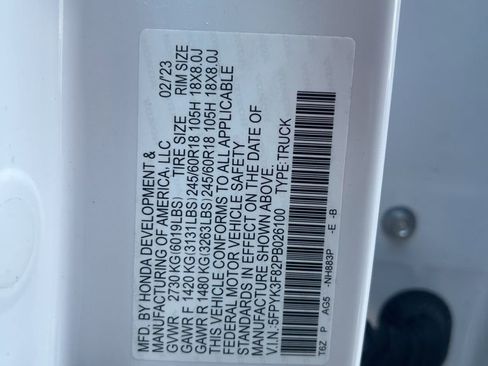 MFD. BY HONDA DEVELOPMENT &
MANUFACTURING OF AMERICA, LLC 02/23
GVWR 2730 KG(6019LBS) TIRE SIZE RIM SIZE
GAWR F 1420 KG(3131LBS) 245/60R18 105H 18X8.0J
GAWR R 1480 KG(3263LBS) 245/60R18 105H 18X8.0J
THIS VEHICLE CONFORMS TO ALL APPLICABLE
FEDERAL MOTOR VEHICLE SAFETY
STANDARDS IN EFFECT ON THE DATE OF
MANUFACTURE SHOWN ABOVE.
V.I.N.:5FPYK3F62PB026100 TYPE:TRUCK
T6Z P AG5 -NH883P -E -B